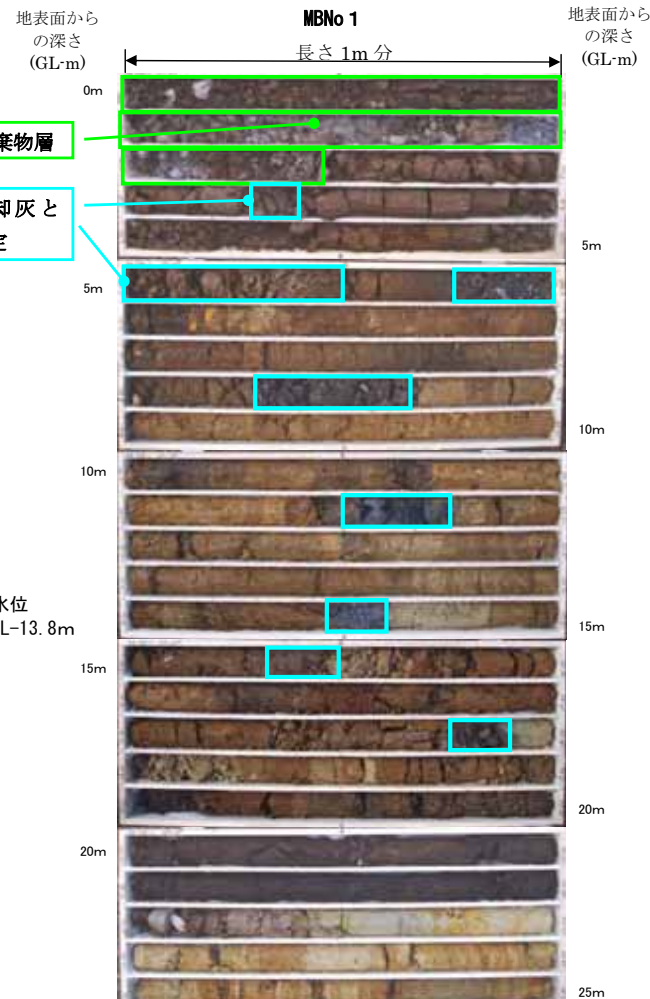 MBNo 1
地表面から
の深さ
(GL-m)
長さ 1m 分
地表面から
の深さ
(GL-m)
0m
棄物層
却灰と
定
5m
5m
10m
10m
水位
L-13.8m
15m
15m
20m
20m
25m